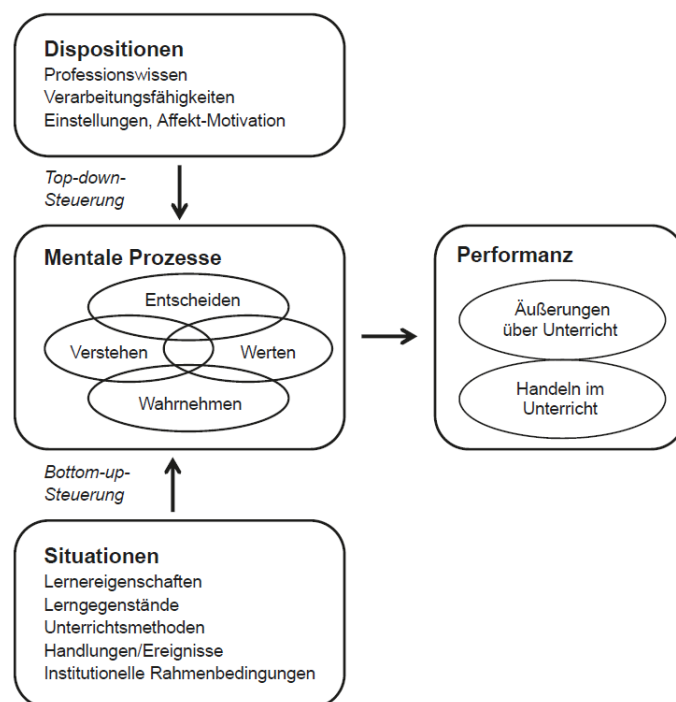 Dispositionen
Professionswissen
Verarbeitungsfähigkeiten
Einstellungen, Affekt-Motivation
Top-down-
Steuerung
Mentale Prozesse
Entscheiden
Verstehen
Werten
Wahrnehmen
Performanz
Äußerungen
über Unterricht
Handeln im
Unterricht
Bottom-up-
Steuerung
Situationen
Lernereigenschaften
Lerngegenstände
Unterrichtsmethoden
Handlungen/Ereignisse
Institutionelle Rahmenbedingungen